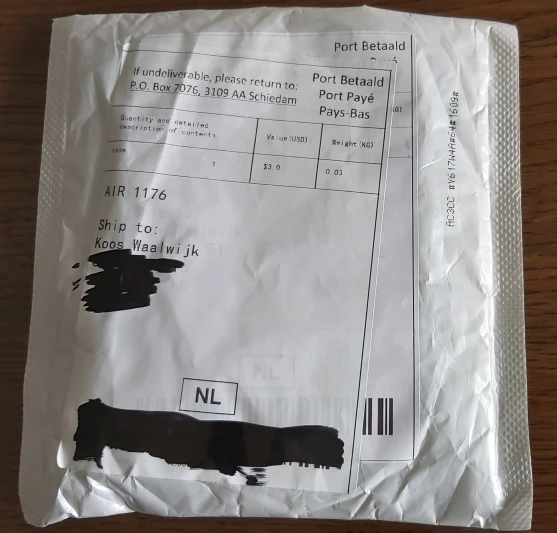 Port Betaald
If undeliverable, please return to:
P.O. Box 7076, 3109 AA Schiedam
Port Betaald
Port Payé
Pays-Bas
Quantity and detailed
description of contents
Value (USD)
Weight (KG)
case
1
$3.0
0.03
AIR 1176
Ship to:
Koos Waalwijk
NL
NL